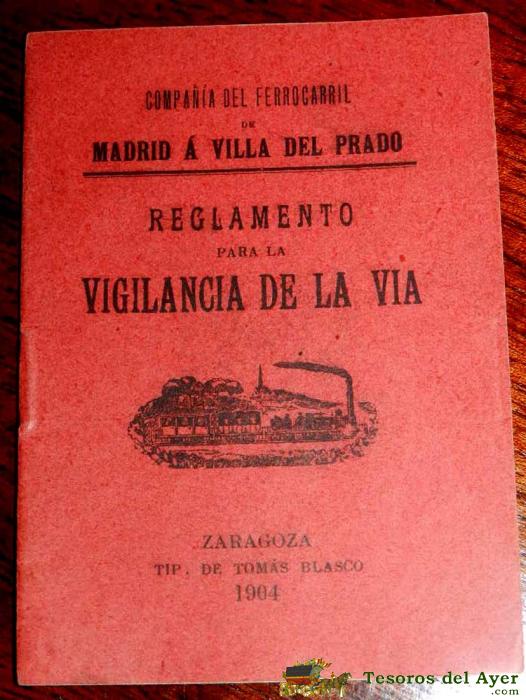 COMPAÑÍA DEL FERROCARRIL
DE
MADRID Á VILLA DEL PRADO
REGLAMENTO
PARA LA
VIGILANCIA DE LA VIA
ZARAGOZA
TIP. DE TOMÁS BLASCO
1904
Tesoros del Ayer
.com